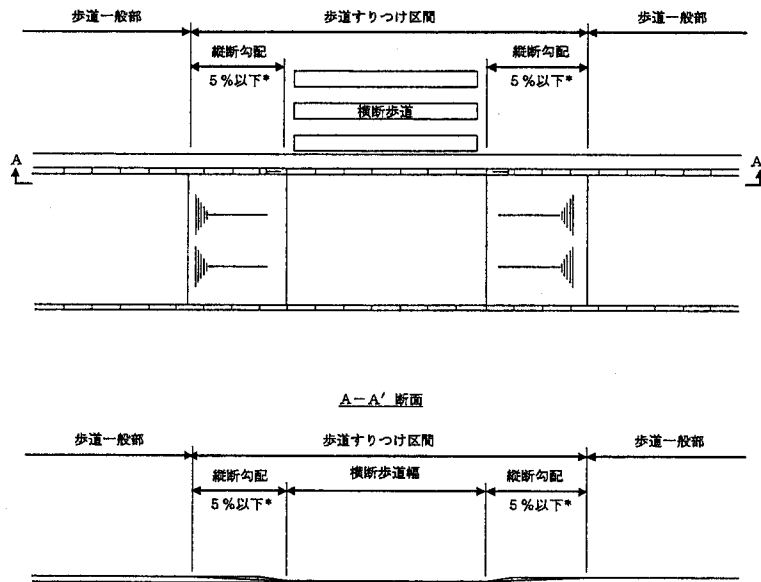 歩道一般部 歩道すりつけ区間 歩道一般部
縦断勾配 縦断勾配
5%以下* 5%以下*
横断歩道
A A
A-A′ 断面
歩道一般部 歩道すりつけ区間 歩道一般部
縦断勾配 横断歩道幅 縦断勾配
5%以下* 5%以下*